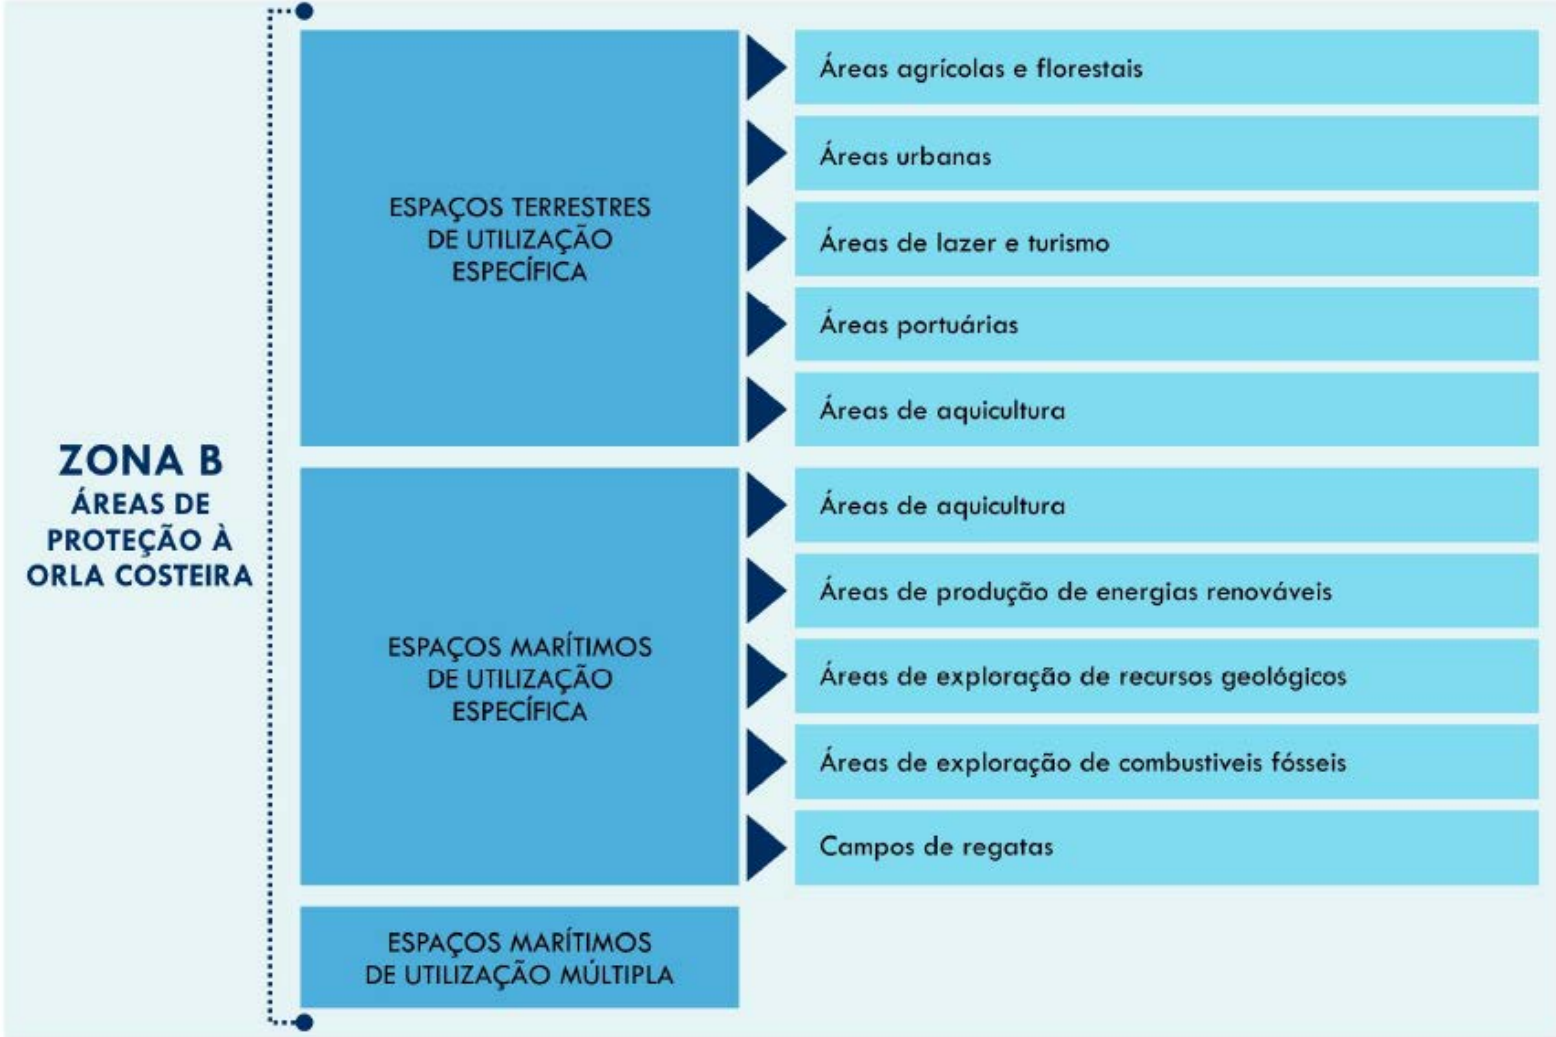 ZONA B
ÁREAS DE
PROTEÇÃO À
ORLA COSTEIRA
ESPAÇOS TERRESTRES
DE UTILIZAÇÃO
ESPECÍFICA
Áreas agrícolas e florestais
Áreas urbanas
Áreas de lazer e turismo
Áreas portuárias
Áreas de aquicultura
ESPAÇOS MARÍTIMOS
DE UTILIZAÇÃO
ESPECÍFICA
Áreas de aquicultura
Áreas de produção de energias renováveis
Áreas de exploração de recursos geológicos
Áreas de exploração de combustiveis fósseis
Campos de regatas
ESPAÇOS MARÍTIMOS
DE UTILIZAÇÃO MÚLTIPLA